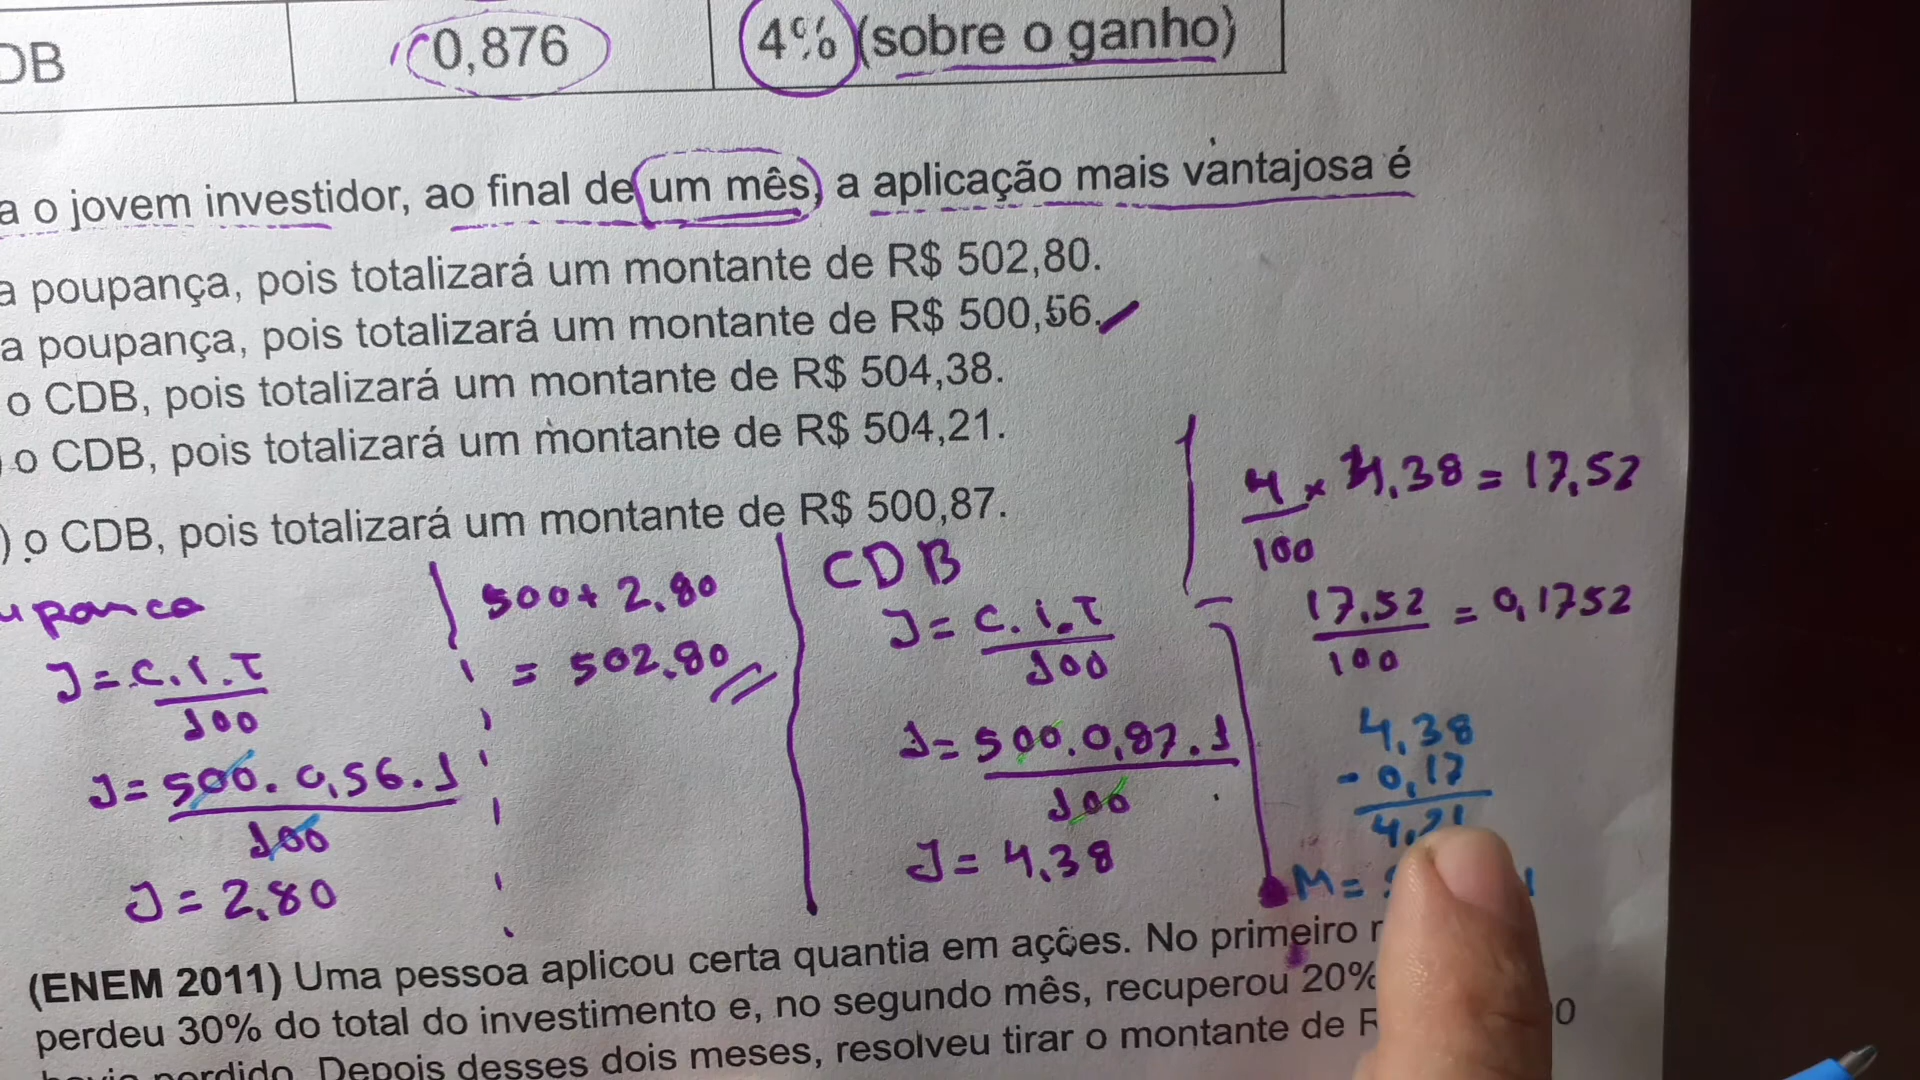 DB 0,876 4% (sobre o ganho)
a o jovem investidor, ao final de um mês, a aplicação mais vantajosa é
a poupança, pois totalizará um montante de R$ 502,80.
a poupança, pois totalizará um montante de R$ 500,56.
o CDB, pois totalizará um montante de R$ 504,38.
o CDB, pois totalizará um montante de R$ 504,21.
) o CDB, pois totalizará um montante de R$ 500,87.
upanca
J = C.i.T
100
J = 500.0,56.1
100
J = 2.80
500 + 2.80
= 502.80
CDB
J = C.i.T
100
J = 500.0,87.1
100
J = 4.38
4 × 4,38 = 17,52
100
17,52 = 0,1752
100
4,38
- 0,17
4,21
M =
(ENEM 2011) Uma pessoa aplicou certa quantia em ações. No primeiro
perdeu 30% do total do investimento e, no segundo mês, recuperou 20%
havia perdido. Depois desses dois meses, resolveu tirar o montante de